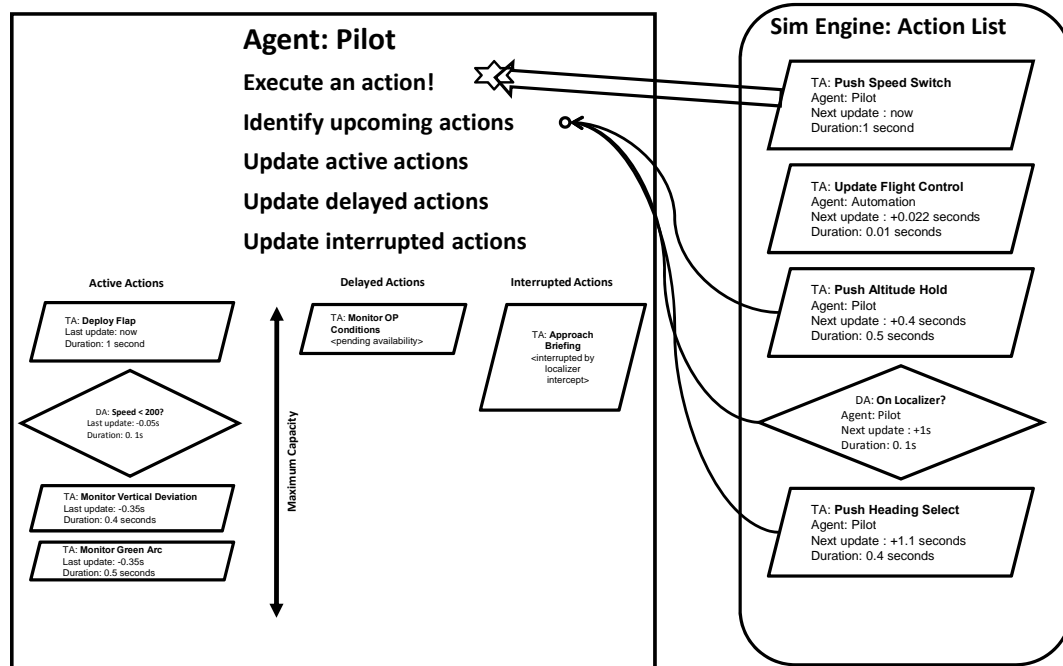 Agent: Pilot
Execute an action!
Identify upcoming actions
Update active actions
Update delayed actions
Update interrupted actions
Active Actions
TA: Deploy Flap
Last update: now
Duration: 1 second
DA: Speed < 200?
Last update: -0.05s
Duration: 0. 1s
TA: Monitor Vertical Deviation
Last update: -0.35s
Duration: 0.4 seconds
TA: Monitor Green Arc
Last update: -0.35s
Duration: 0.5 seconds
Maximum Capacity
Delayed Actions
TA: Monitor OP
Conditions
<pending availability>
Interrupted Actions
TA: Approach
Briefing
<interrupted by
localizer
intercept>
Sim Engine: Action List
TA: Push Speed Switch
Agent: Pilot
Next update : now
Duration:1 second
TA: Update Flight Control
Agent: Automation
Next update : +0.022 seconds
Duration: 0.01 seconds
TA: Push Altitude Hold
Agent: Pilot
Next update : +0.4 seconds
Duration: 0.5 seconds
DA: On Localizer?
Agent: Pilot
Next update : +1s
Duration: 0. 1s
TA: Push Heading Select
Agent: Pilot
Next update : +1.1 seconds
Duration: 0.4 seconds